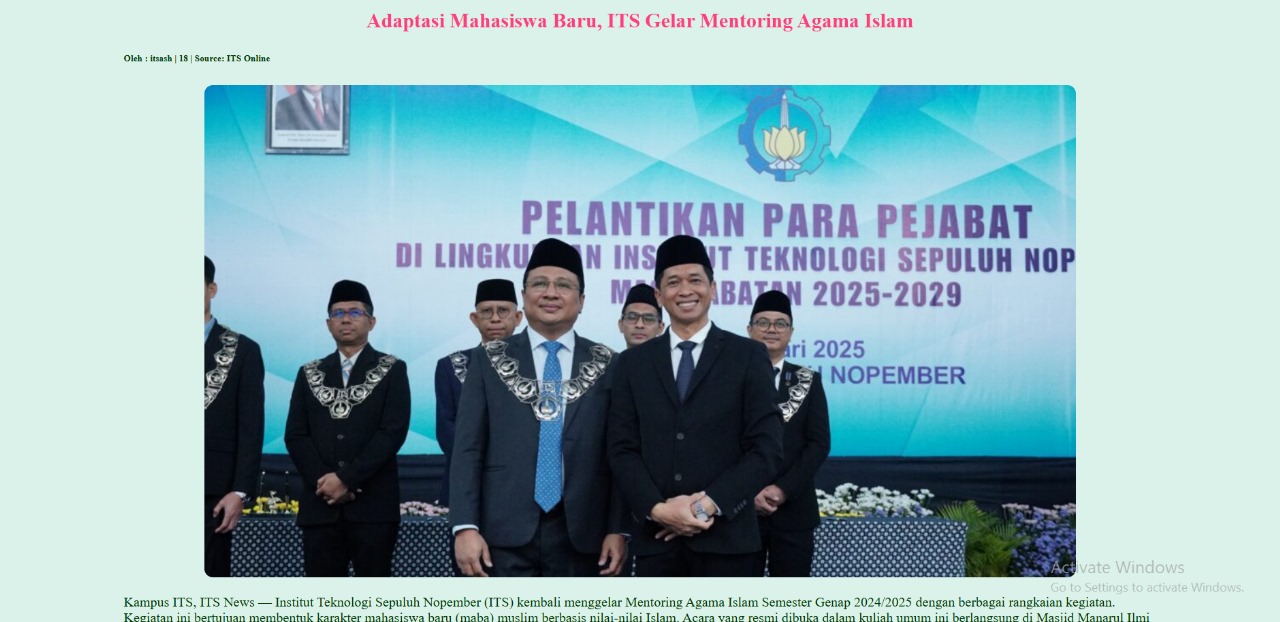 Adaptasi Mahasiswa Baru, ITS Gelar Mentoring Agama Islam
Oleh : itsash | 18 | Source: ITS Online
PELANTIKAN PARA PEJABAT
DI LINGKU AN INS T TEKNOLOGI SEPULUH NOP
M ABATAN 2025-2029
ari 2025
NOPEMBER
Activate Windows
Go to Settings to activate Windows.
Kampus ITS, ITS News — Institut Teknologi Sepuluh Nopember (ITS) kembali menggelar Mentoring Agama Islam Semester Genap 2024/2025 dengan berbagai rangkaian kegiatan.
Kegiatan ini bertujuan membentuk karakter mahasiswa baru (maba) muslim berbasis nilai-nilai Islam. Acara yang resmi dibuka dalam kuliah umum ini berlangsung di Masjid Manarul Ilmi